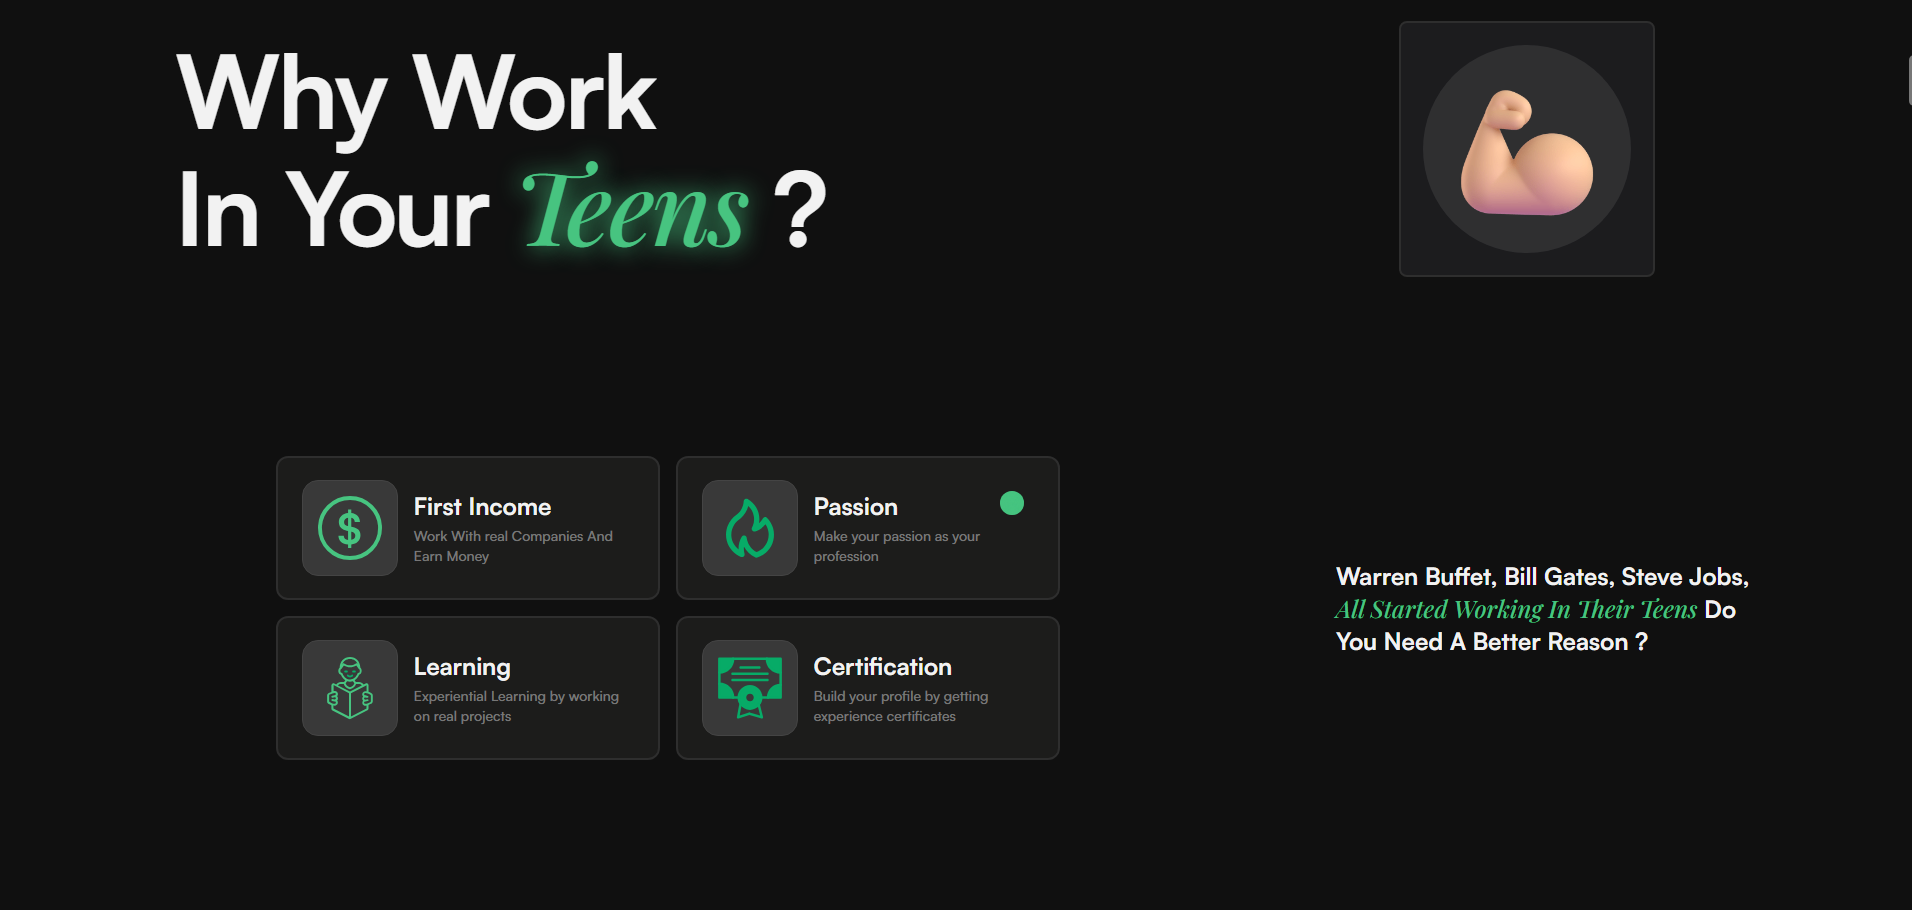 Why Work
In Your Teens ?
$
First Income
Work With real Companies And
Earn Money
Passion
Make your passion as your
profession
Learning
Experiential Learning by working
on real projects
Certification
Build your profile by getting
experience certificates
Warren Buffet, Bill Gates, Steve Jobs,
All Started Working In Their Teens Do
You Need A Better Reason ?